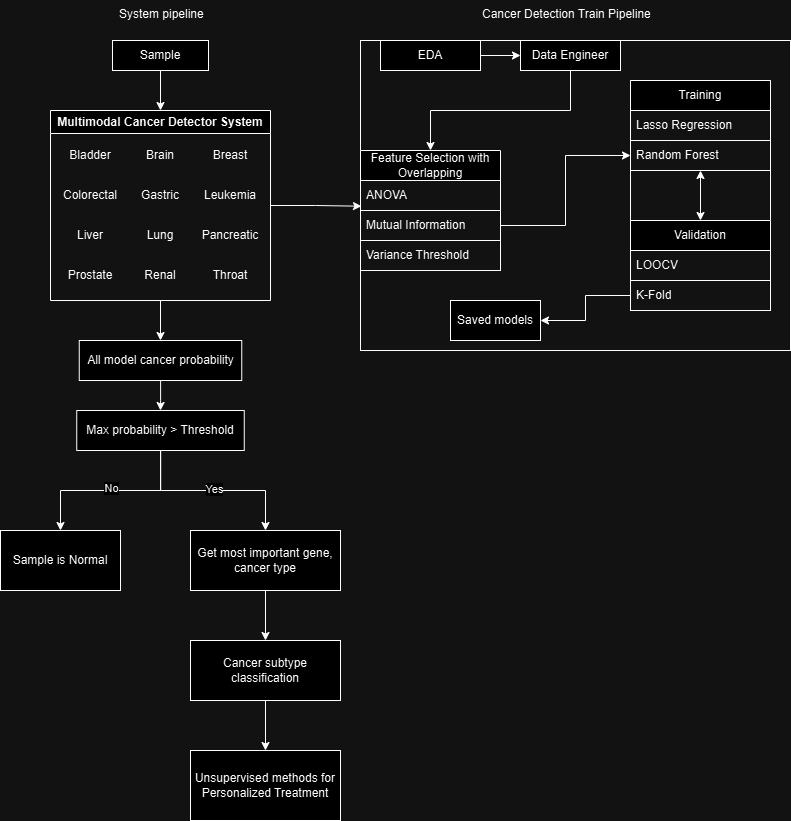 System pipeline
Sample
Multimodal Cancer Detector System
Bladder
Brain
Breast
Colorectal
Gastric
Leukemia
Liver
Lung
Pancreatic
Prostate
Renal
Throat
All model cancer probability
Max probability > Threshold
No
Yes
Sample is Normal
Get most important gene,
cancer type
Cancer subtype
classification
Unsupervised methods for
Personalized Treatment
Cancer Detection Train Pipeline
EDA
Data Engineer
Feature Selection with
Overlapping
ANOVA
Mutual Information
Variance Threshold
Training
Lasso Regression
Random Forest
Validation
LOOCV
K-Fold
Saved models